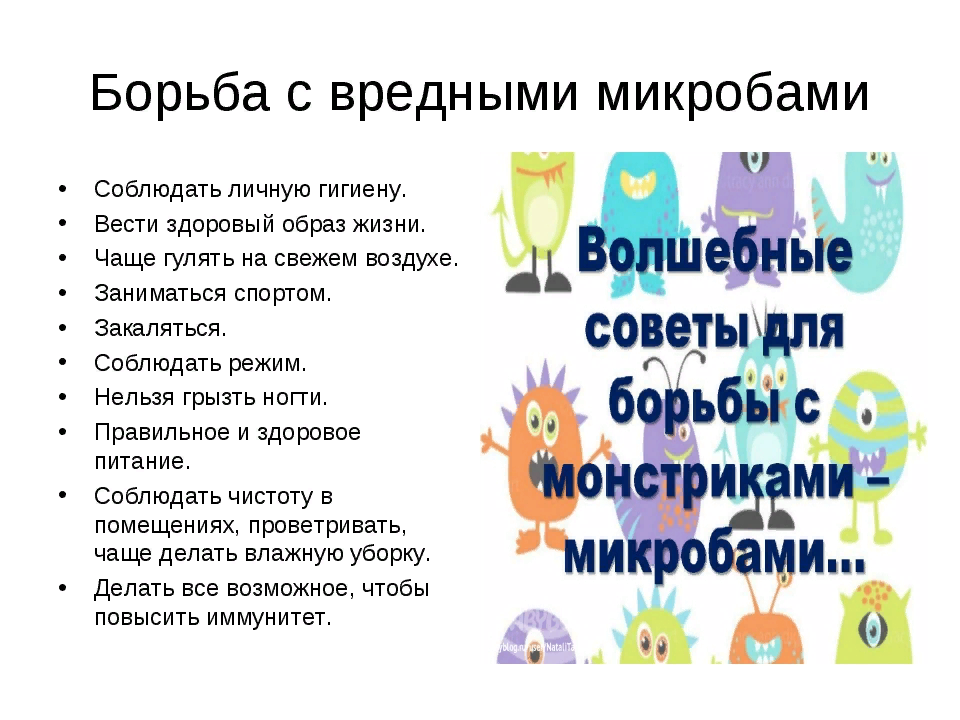 Борьба с вредными микробами
• Соблюдать личную гигиену.
• Вести здоровый образ жизни.
• Чаще гулять на свежем воздухе.
• Заниматься спортом.
• Закаляться.
• Соблюдать режим.
• Нельзя грызть ногти.
• Правильное и здоровое
питание.
• Соблюдать чистоту в
помещениях, проветривать,
чаще делать влажную уборку.
• Делать все возможное, чтобы
повысить иммунитет.
Волшебные
советы для
борьбы с
монстриками –
микробами...